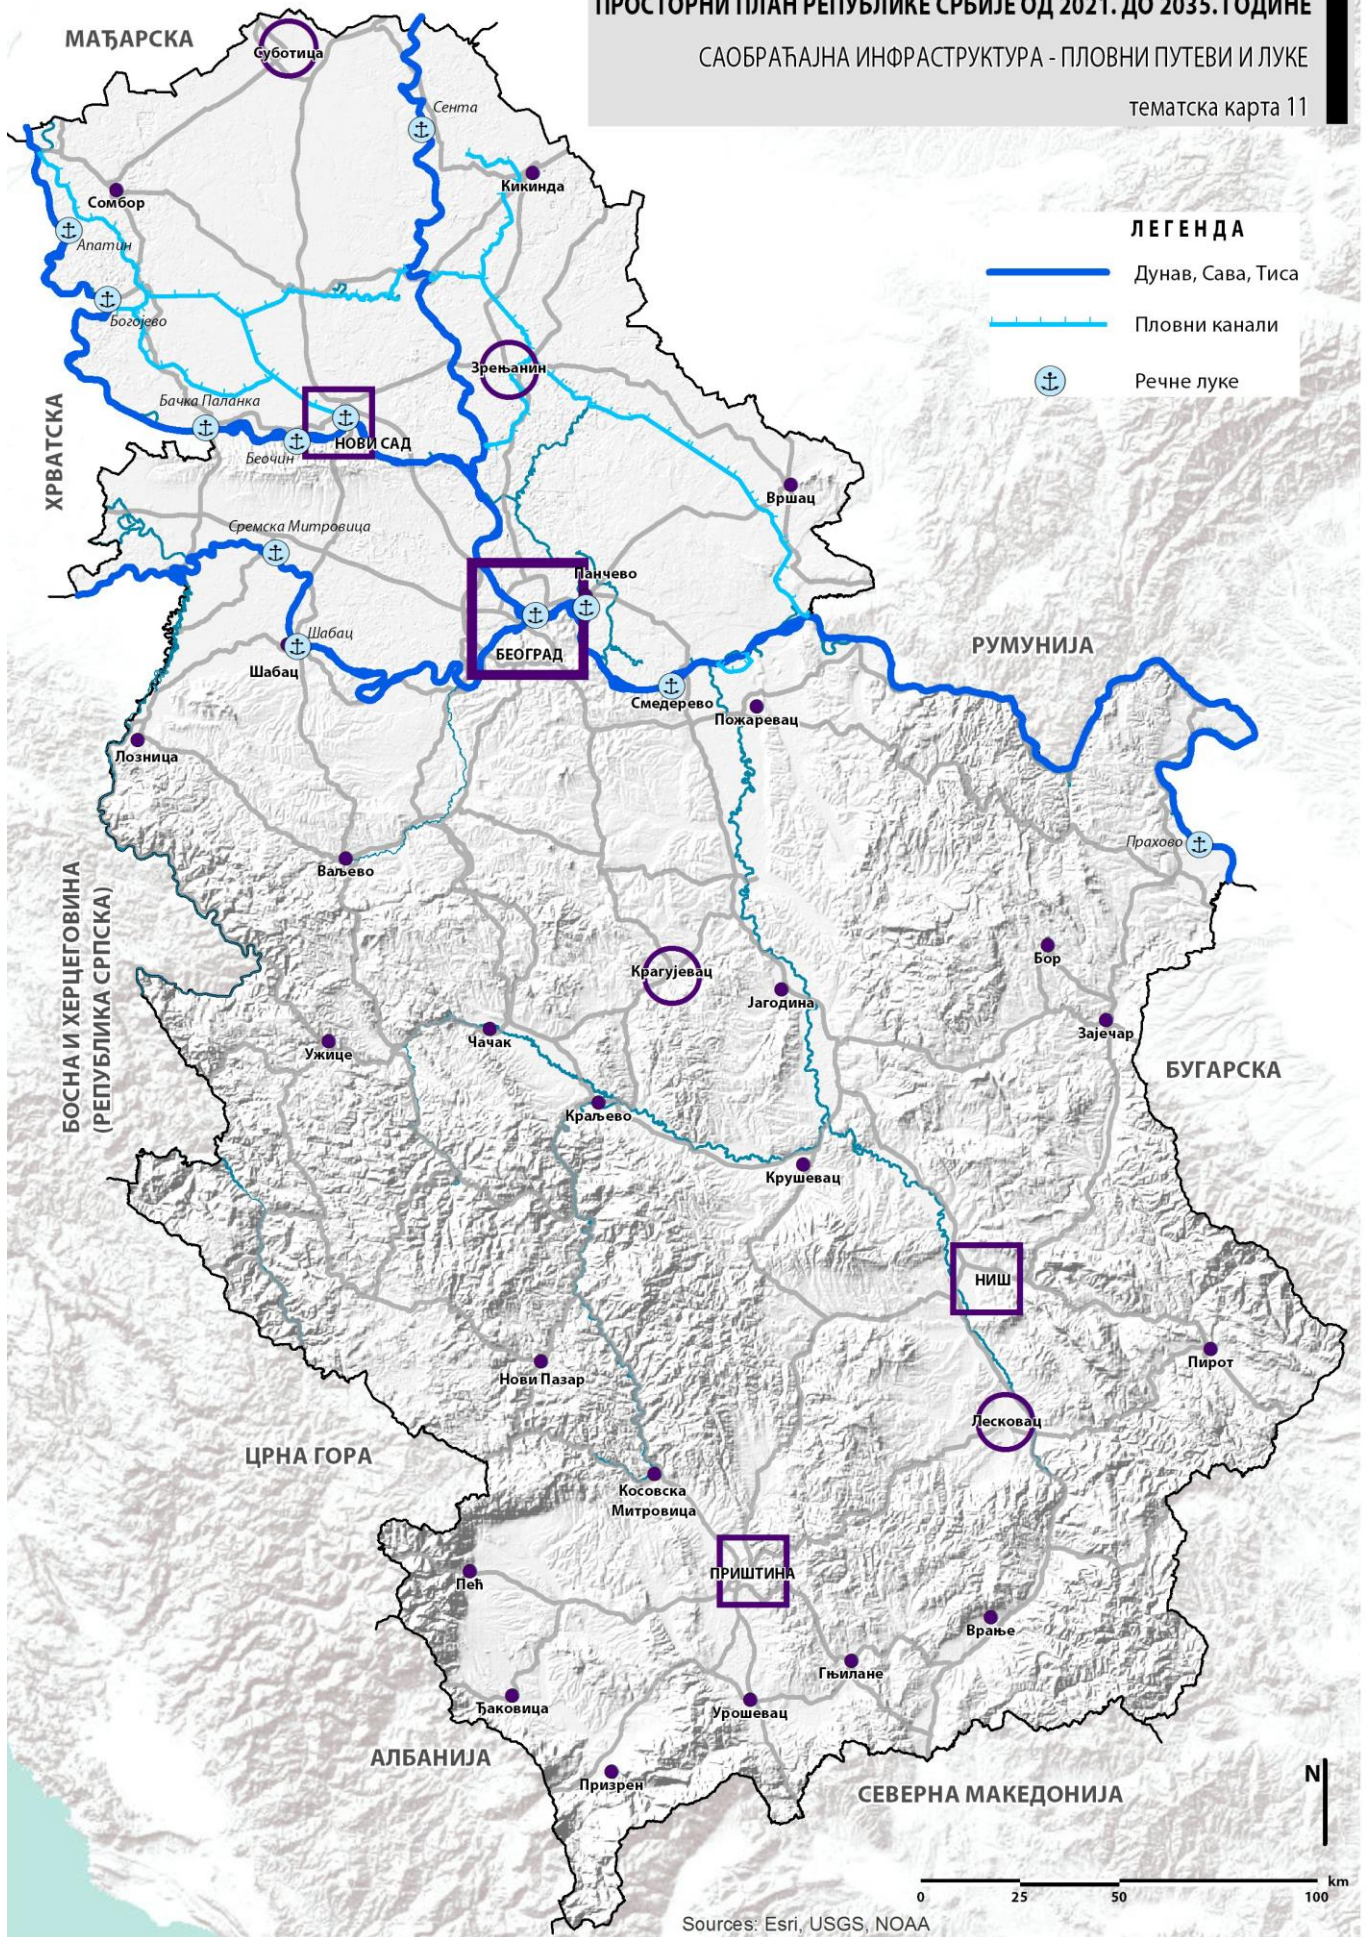 ПРОСТОРНИ ПЛАН РЕПУБЛИКЕ СРБИЈЕ ОД 2021. ДО 2035. ГОДИНЕ
САОБРАЋАЈНА ИНФРАСТРУКТУРА - ПЛОВНИ ПУТЕВИ И ЛУКЕ
тематска карта 11
МАЂАРСКА
Суботица
Сента
Кикинда
Сомбор
Апатин
ЛЕГЕНДА
Дунав, Сава, Тиса
Пловни канали
Речне луке
Богојево
Зрењанин
Бачка Паланка
НОВИ САД
Беочин
ХРВАТСКА
Вршац
Сремска Митровица
Панчево
Шабац
Шабац
БЕОГРАД
РУМУНИЈА
Смедерево
Пожаревац
Лозница
Прахово
Ваљево
БОСНА И ХЕРЦЕГОВИНА
(РЕПУБЛИКА СРПСКА)
Бор
Крагујевац
Јагодина
Зајечар
Чачак
Ужице
БУГАРСКА
Краљево
Крушевац
НИШ
Пирот
Нови Пазар
Лесковац
ЦРНА ГОРА
Косовска
Митровица
ПРИШТИНА
Пећ
Врање
Гњилане
Ђаковица
Урошевац
АЛБАНИЈА
Призрен
СЕВЕРНА МАКЕДОНИЈА
N
km
0 25 50 100
Sources: Esri, USGS, NOAA